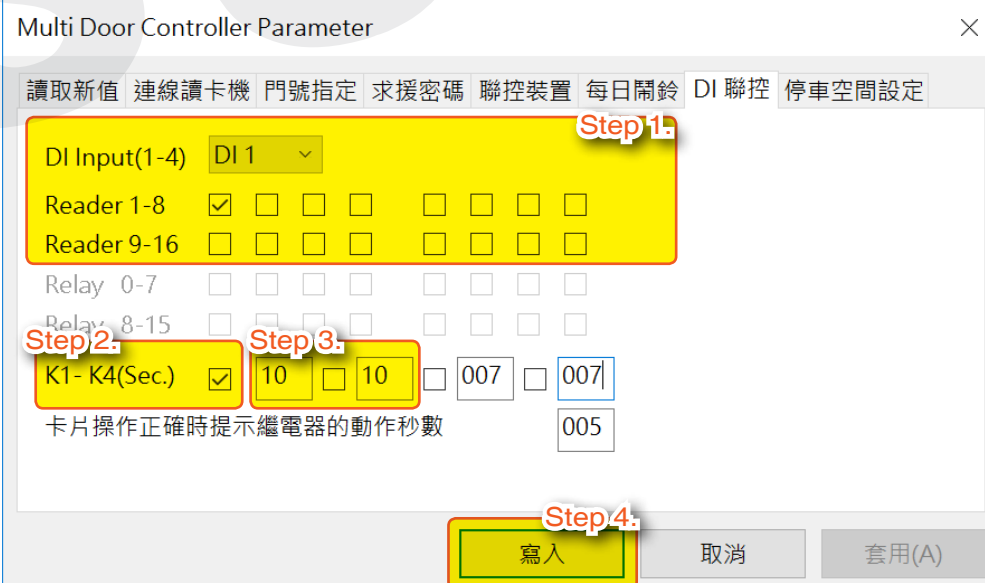 Multi Door Controller Parameter
讀取新值 連線讀卡機 門號指定 求援密碼 聯控裝置 每日鬧鈴 DI 聯控 停車空間設定
Step 1.
DI Input(1-4) DI 1
Reader 1-8
Reader 9-16
Relay 0-7
Relay 8-15
Step 2. Step 3.
K1- K4(Sec.) 10 10 007 007
卡片操作正確時提示繼電器的動作秒數 005
Step 4.
寫入 取消 套用(A)